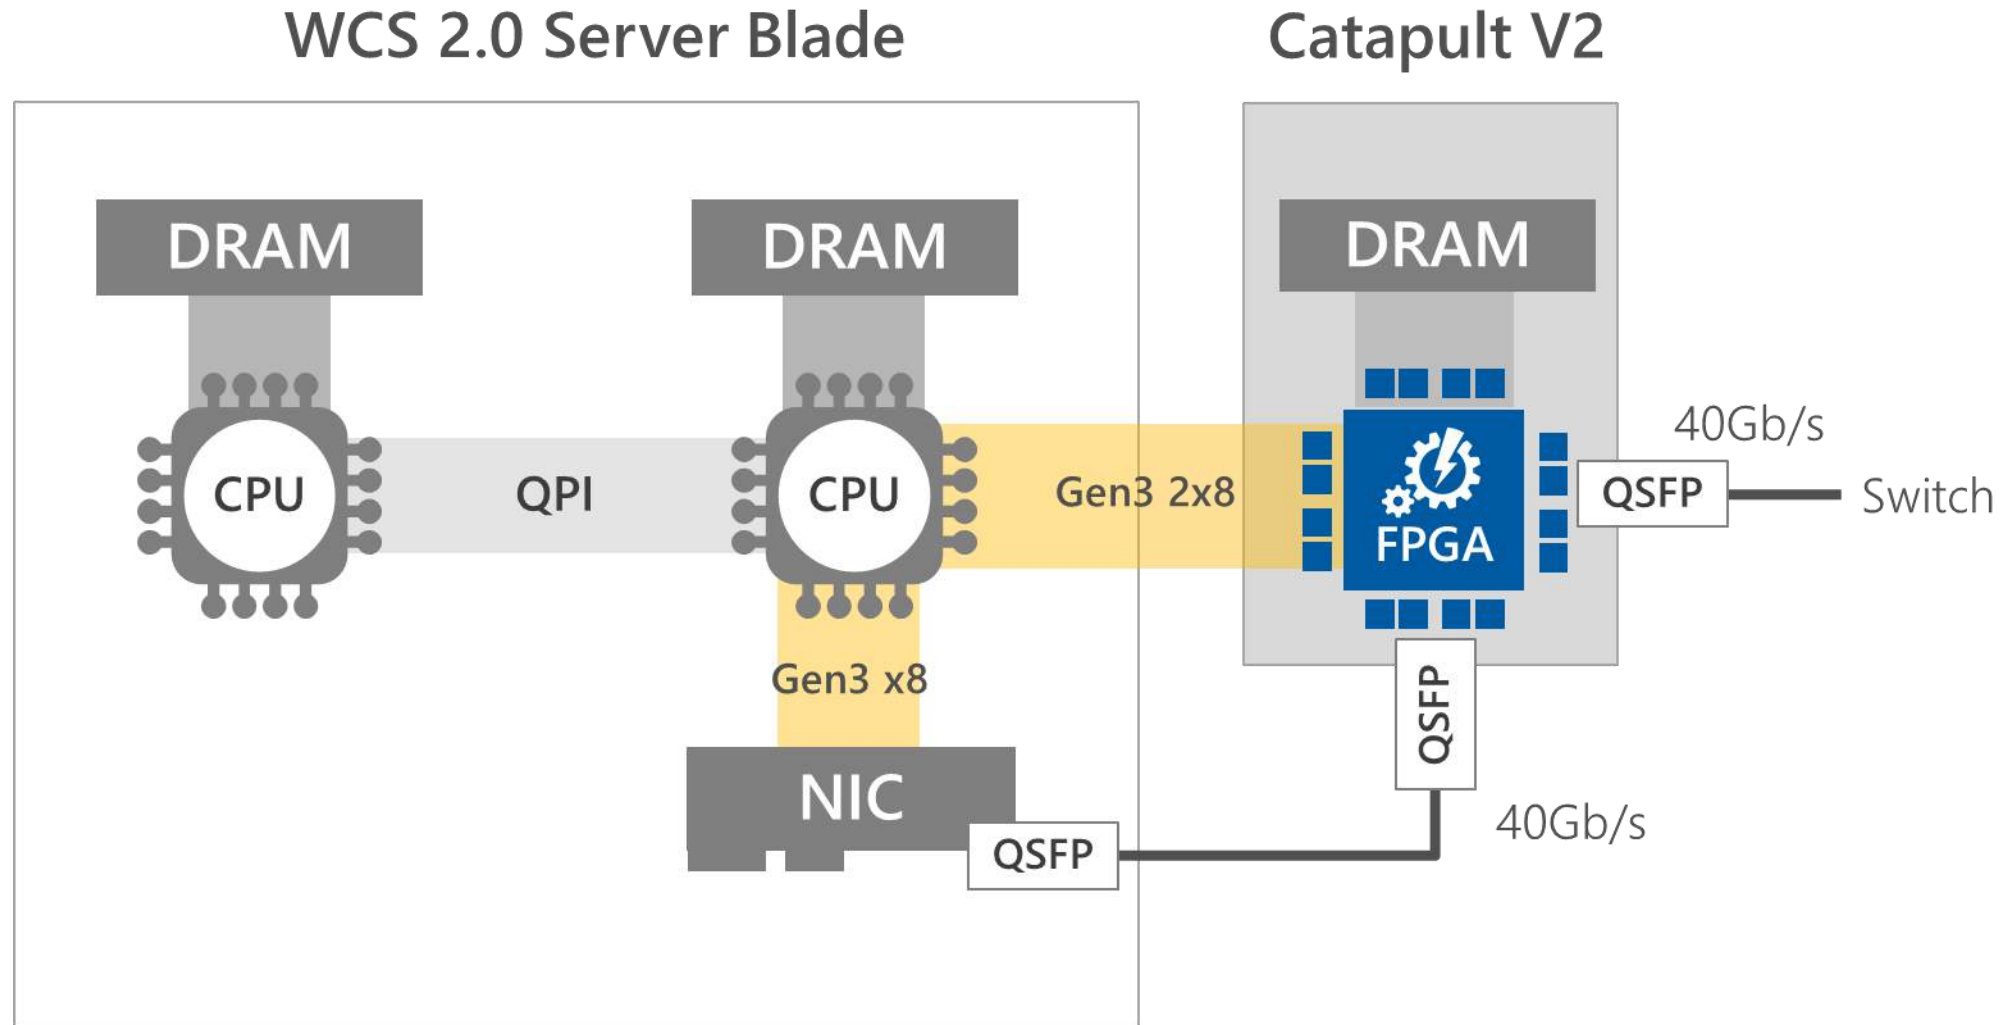 WCS 2.0 Server Blade
Catapult V2
DRAM
DRAM
DRAM
CPU
QPI
CPU
Gen3 2x8
FPGA
QSFP
40Gb/s
Switch
Gen3 x8
NIC
QSFP
QSFP
40Gb/s